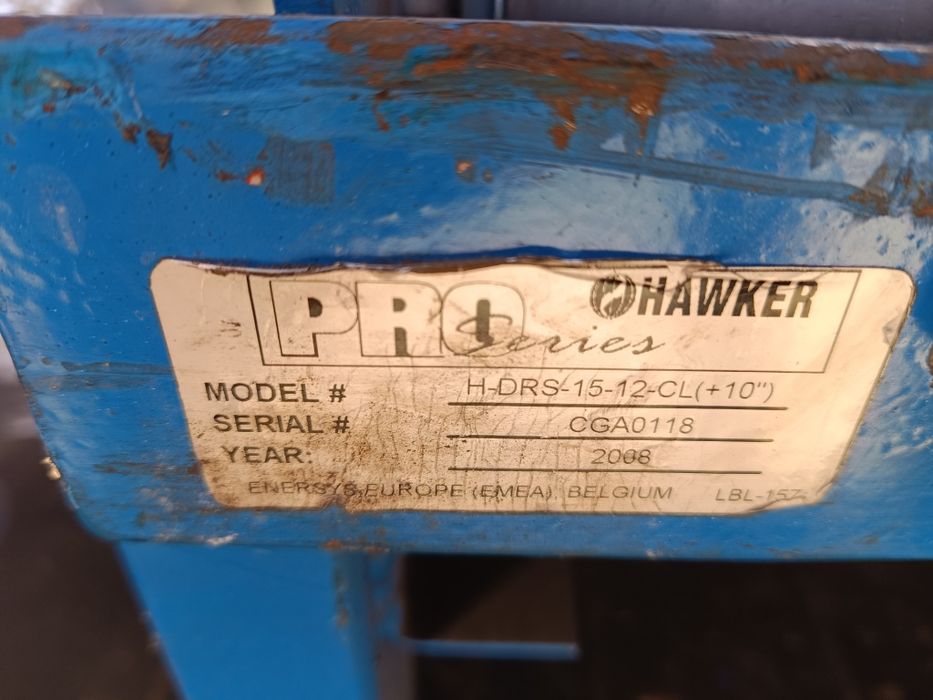 PRO Series HAWKER
MODEL # H-DRS-15-12-CL(+10")
SERIAL # CGA0118
YEAR: 2008
ENERSYS EUROPE (EMEA) BELGIUM LBL-157